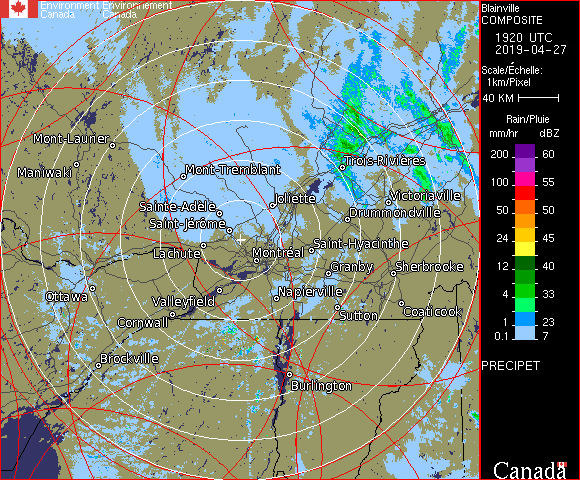 Environment Environnement
Canada Canada
Mont-Laurier
Maniwaki
Mont-Tremblant
Trois-Rivières
Sainte-Adèle
Joliette
Victoriaville
Saint-Jérôme
Drummondville
Lachute
Montréal
Saint-Hyacinthe
Granby
Sherbrooke
Ottawa
Valleyfield
Napierville
Cornwall
Sutton
Coaticook
Brockville
Burlington
Blainville
COMPOSITE
1920 UTC
2019-04-27
Scale/Échelle:
1km/Pixel
40 KM
Rain/Pluie
mm/hr dBZ
200 60
100 55
50 50
24 45
12 40
4 33
2 30
1 23
0.1 7
PRECIPET
Canada